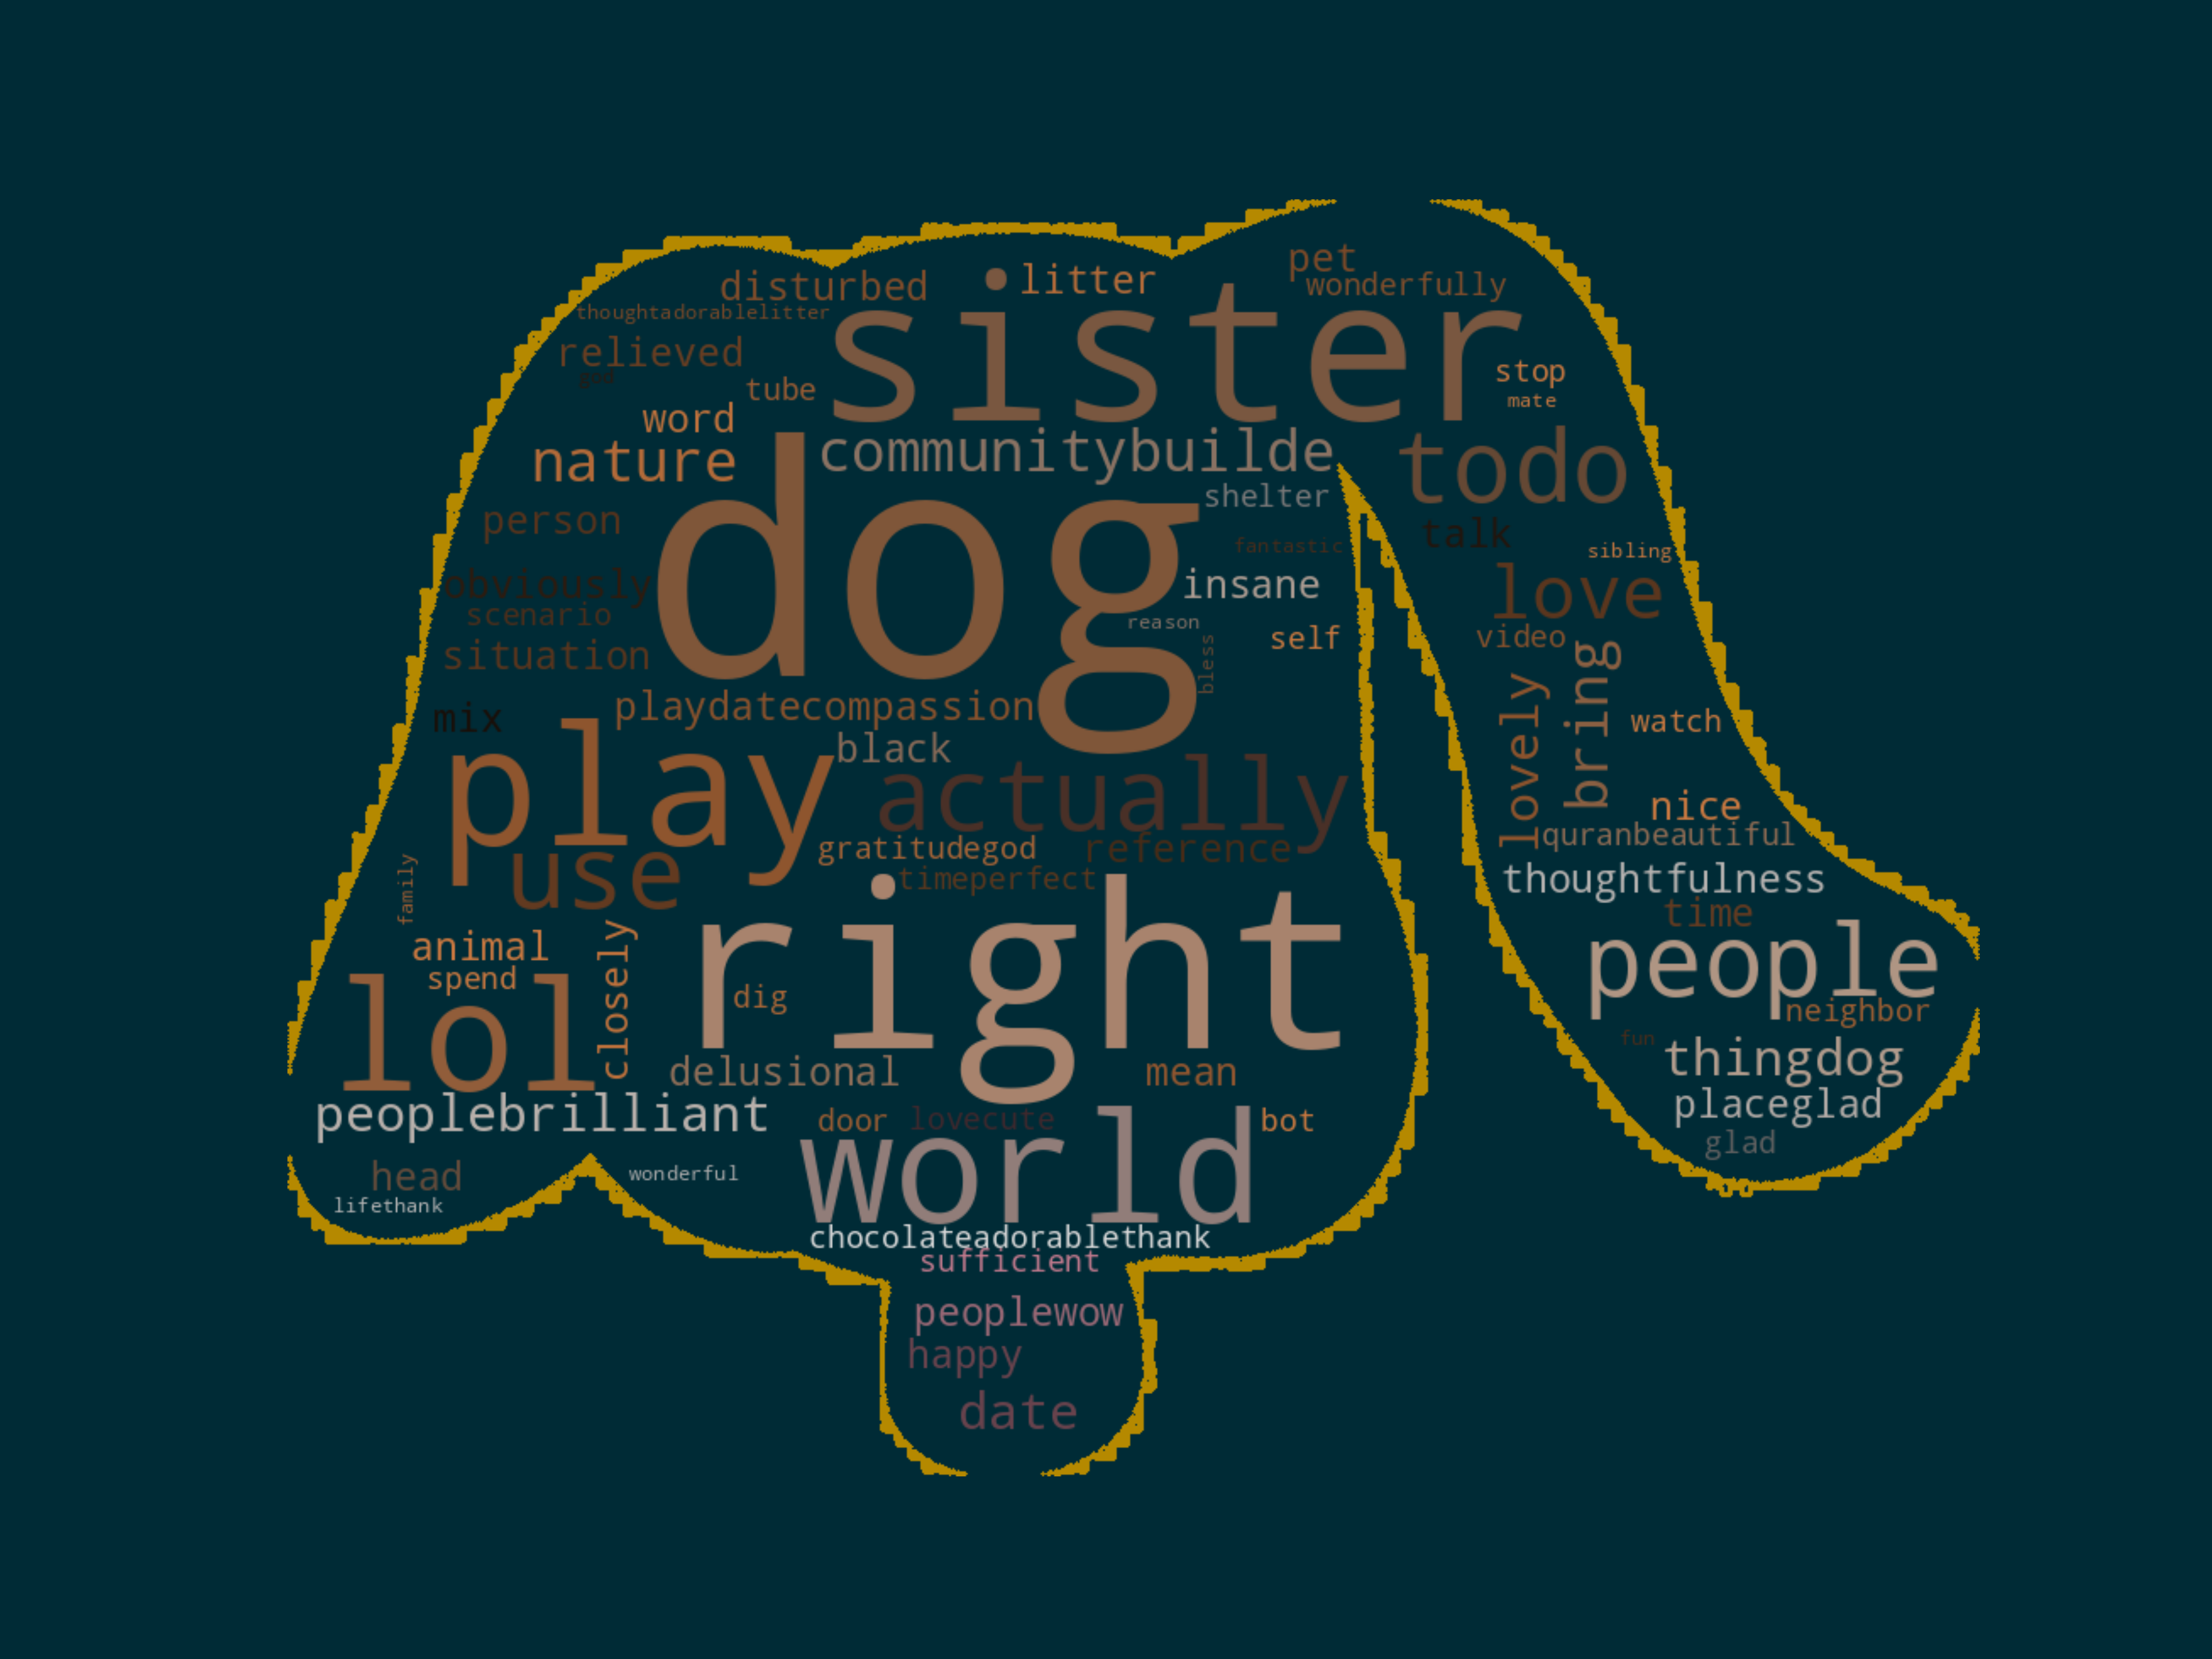 pet
litter
wonderfully
disturbed
thoughtadorablelitter
sister
relieved
god
stop
tube
mate
word
communitybuilde
nature
todo
dog
shelter
person
talk
fantastic
sibling
obviously
insane
love
scenario
reason
self
video
situation
bless
bring
lovely
playdatecompassion
mix
watch
black
play
actually
nice
quranbeautiful
gratitudegod
reference
use
timeperfect
thoughtfulness
family
time
right
animal
people
closely
spend
dig
neighbor
lol
fun
thingdog
delusional
mean
placeglad
peoplebrilliant
door
lovecute
bot
glad
world
head
wonderful
lifethank
chocolateadorablethank
sufficient
peoplewow
happy
date